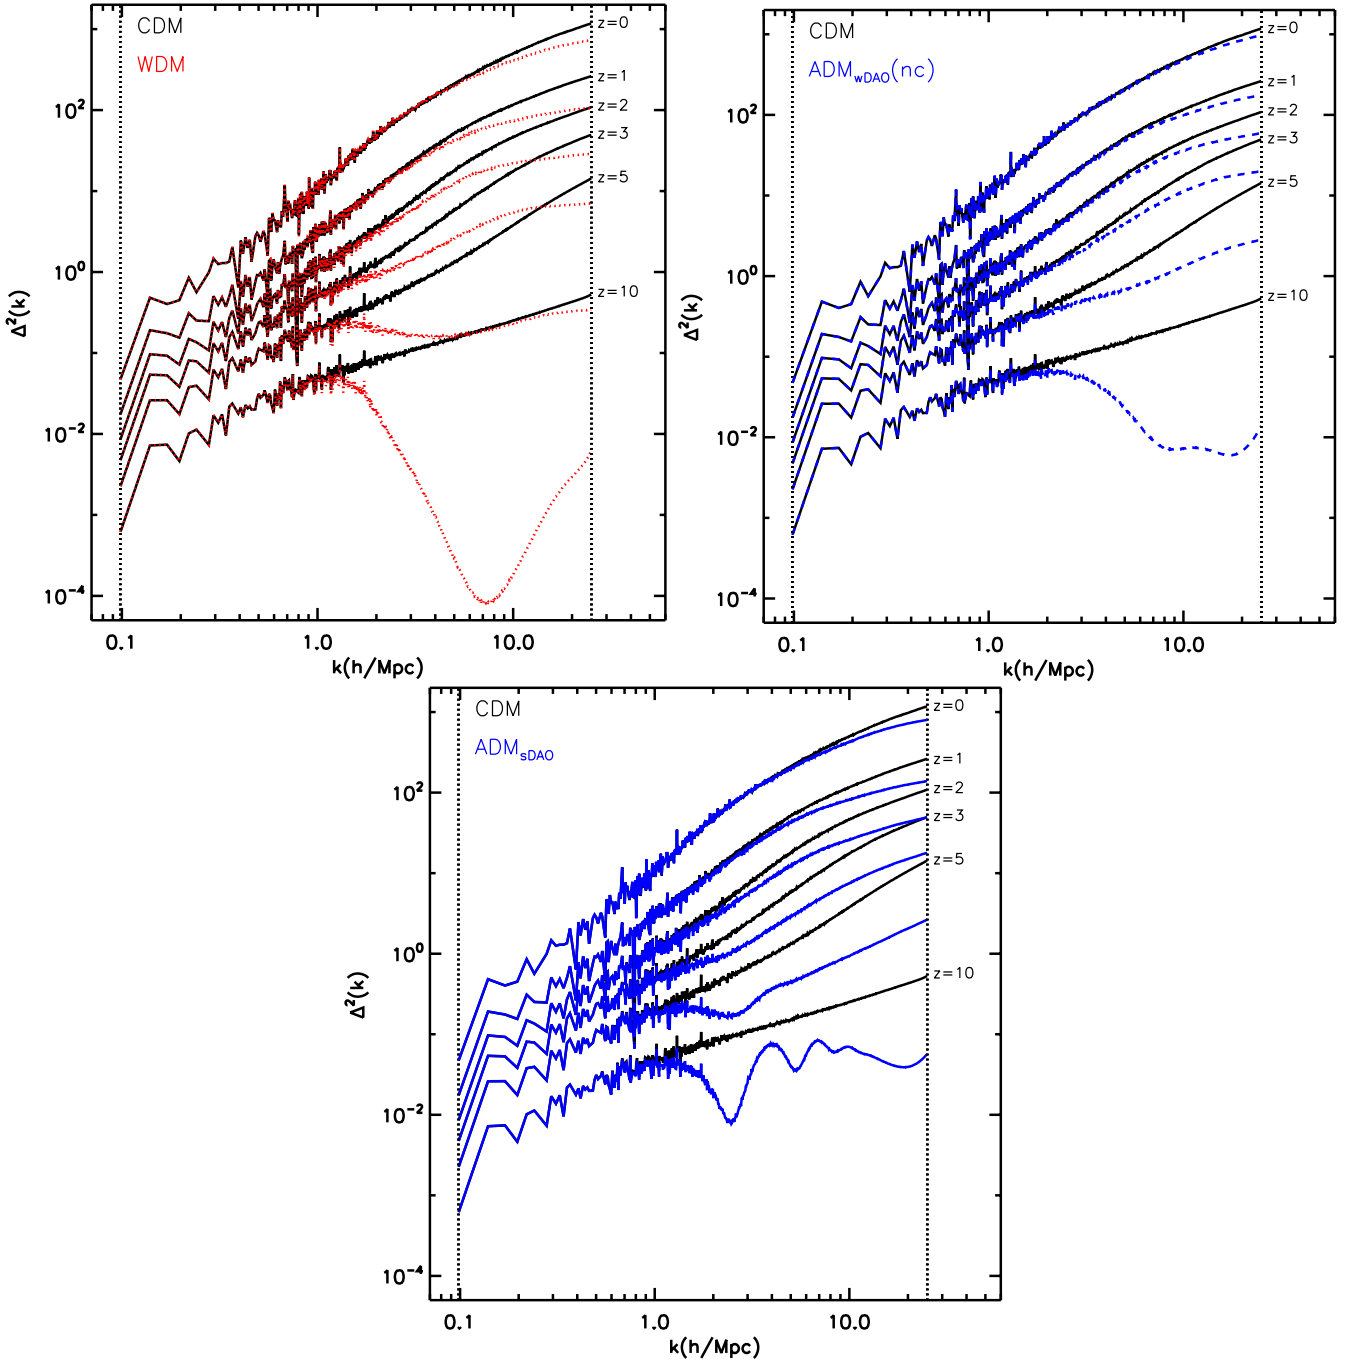 CDM
WDM
z=0
z=1
z=2
z=3
z=5
z=10
10²
10⁰
10⁻²
10⁻⁴
Δ²(k)
0.1
1.0
10.0
k(h/Mpc)
CDM
ADM_wDAO(nc)
z=0
z=1
z=2
z=3
z=5
z=10
10²
10⁰
10⁻²
10⁻⁴
Δ²(k)
0.1
1.0
10.0
k(h/Mpc)
CDM
ADM_sDAO
z=0
z=1
z=2
z=3
z=5
z=10
10²
10⁰
10⁻²
10⁻⁴
Δ²(k)
0.1
1.0
10.0
k(h/Mpc)